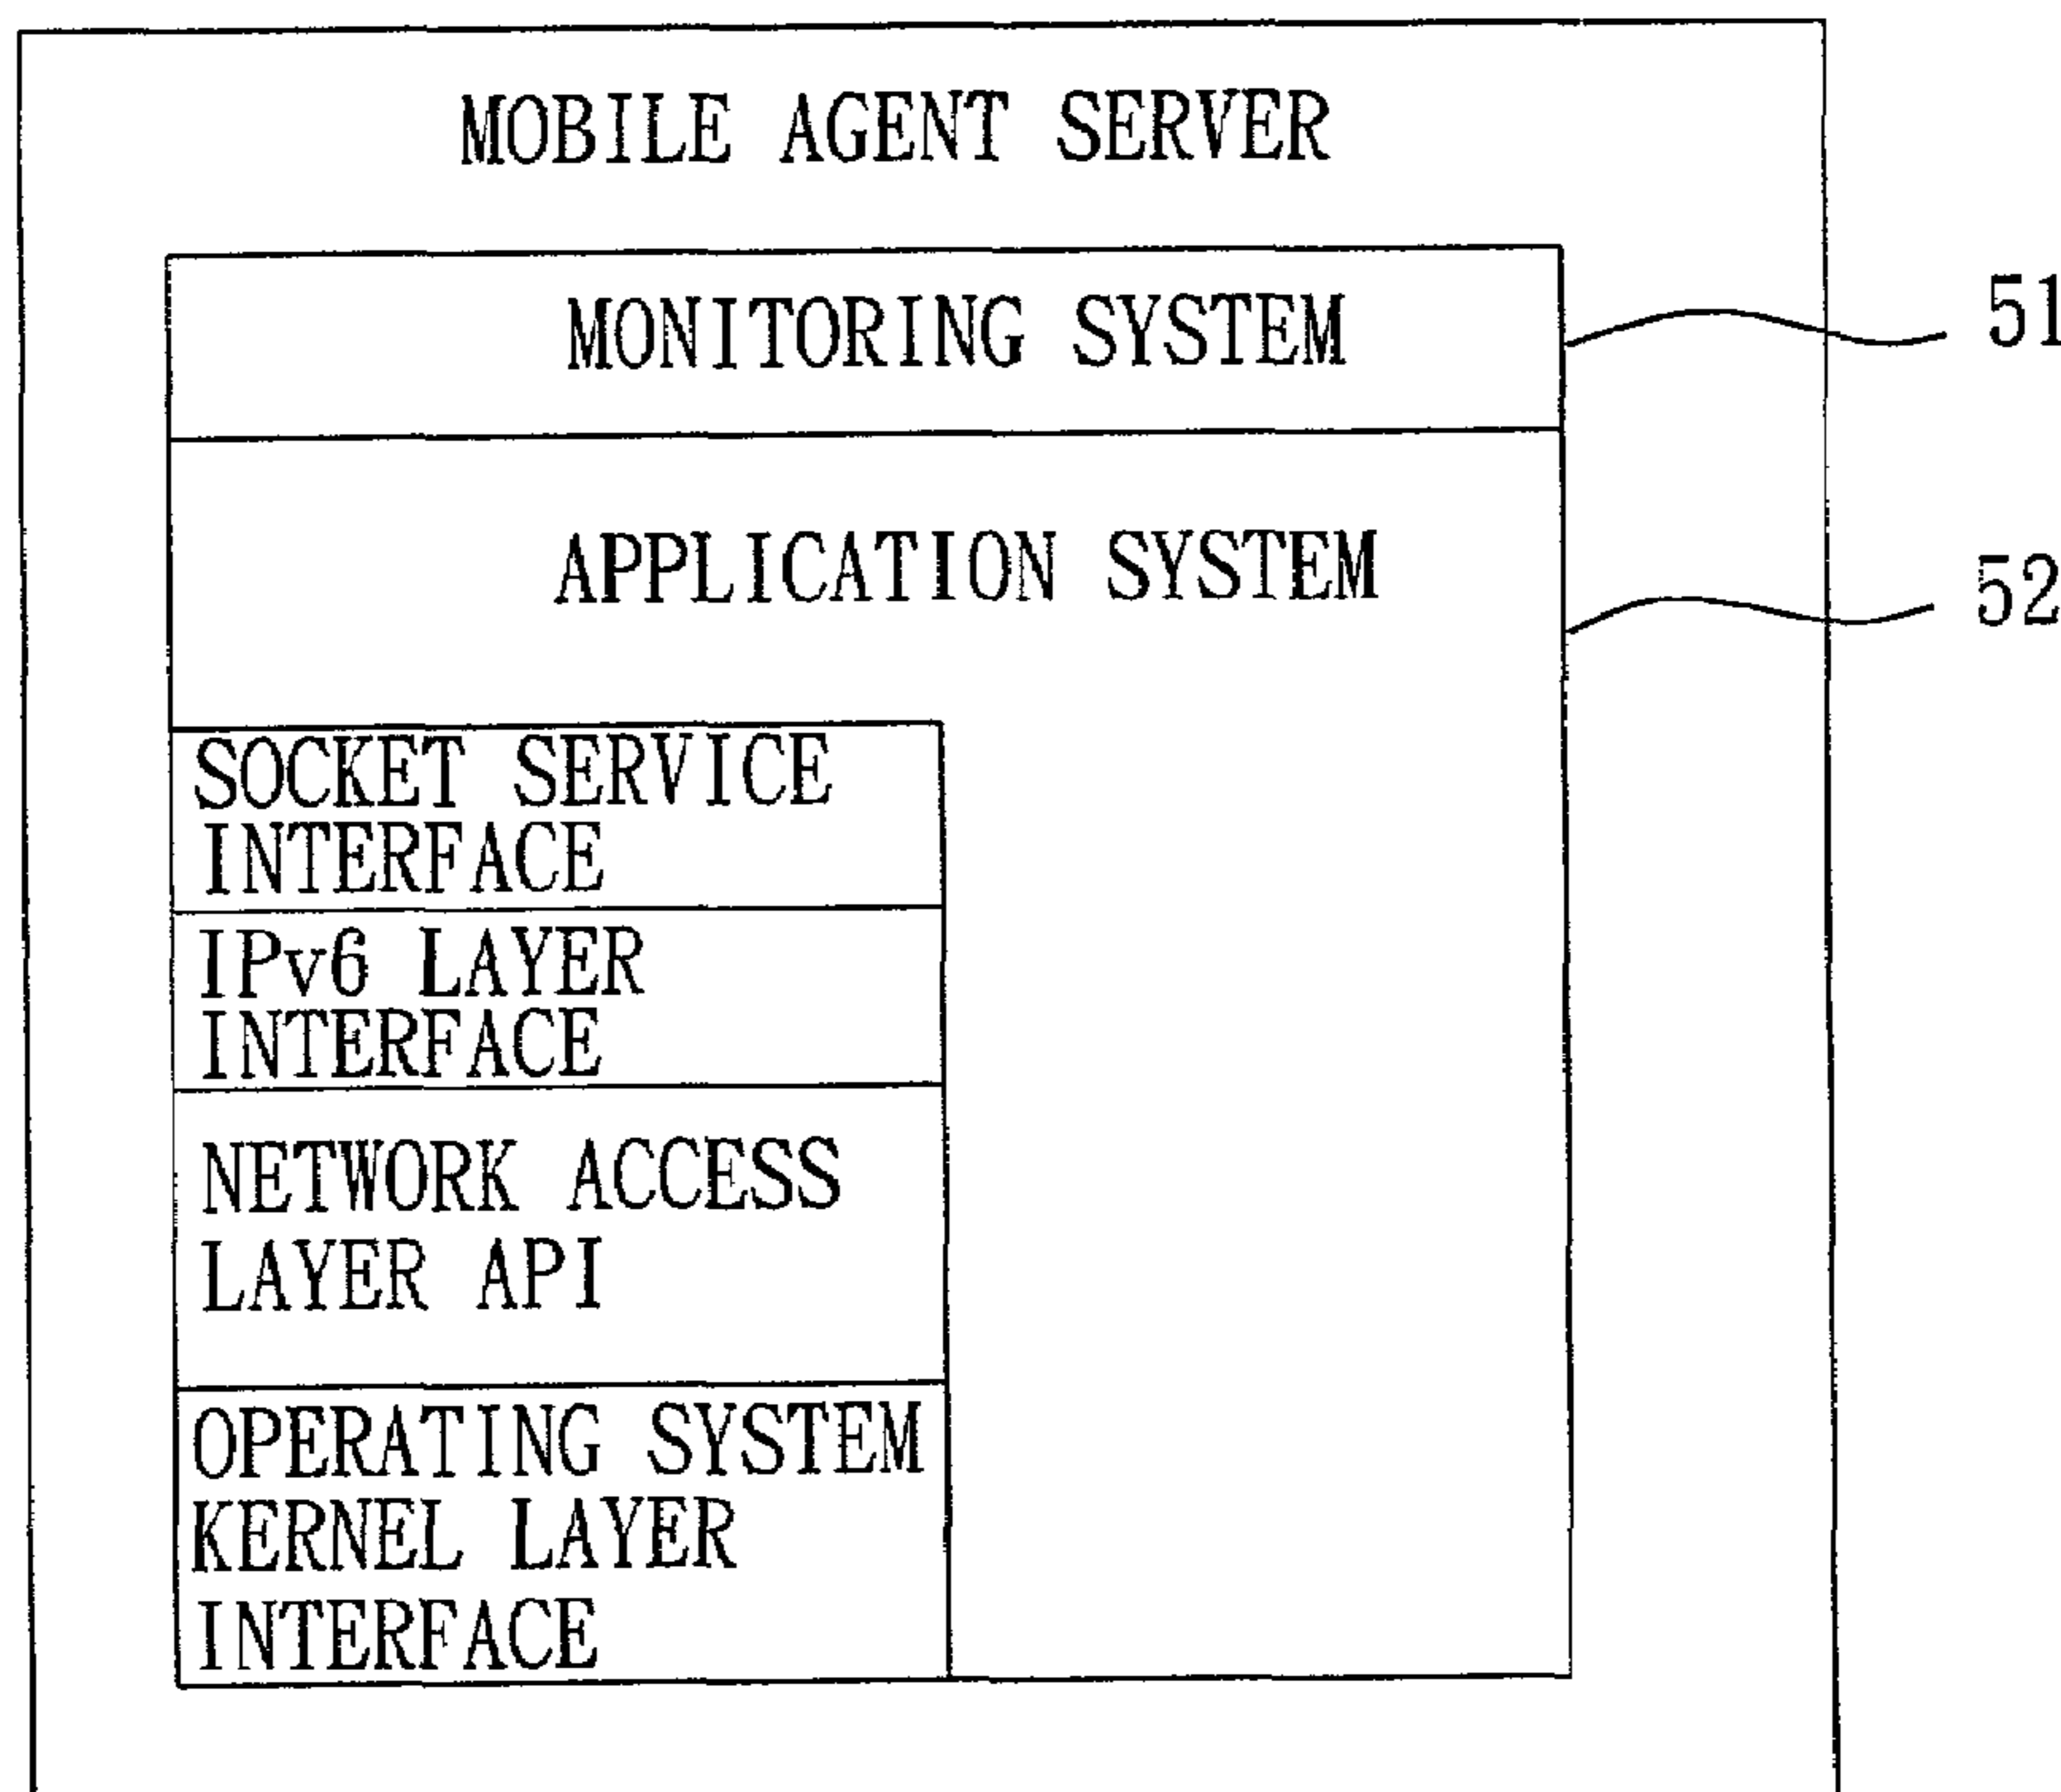 MOBILE AGENT SERVER
MONITORING SYSTEM
51
APPLICATION SYSTEM
52
SOCKET SERVICE
INTERFACE
IPv6 LAYER
INTERFACE
NETWORK ACCESS
LAYER API
OPERATING SYSTEM
KERNEL LAYER
INTERFACE